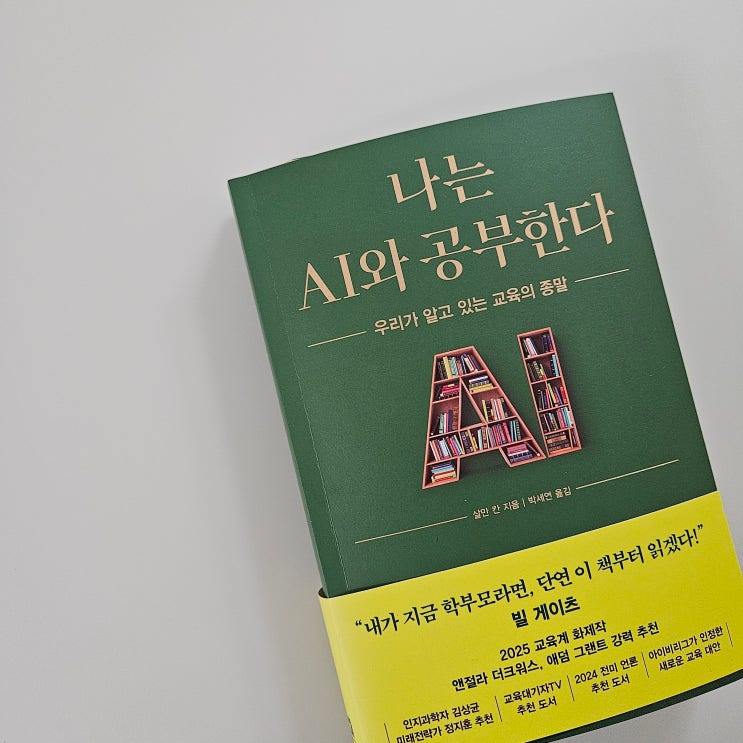 나는
AI와 공부한다
우리가 알고 있는 교육의 종말
AI
살만 칸 지음 | 박세연 옮김
“내가 지금 학부모라면, 단연 이 책부터 읽겠다!”
빌 게이츠
2025 교육계 화제작
앤절라 더크워스, 애덤 그랜트 강력 추천
인지과학자 김상균
미래전략가 정지훈 추천
교육대기자TV
추천 도서
2024 전미 언론
추천 도서
아이비리그가 인정한
새로운 교육 대안